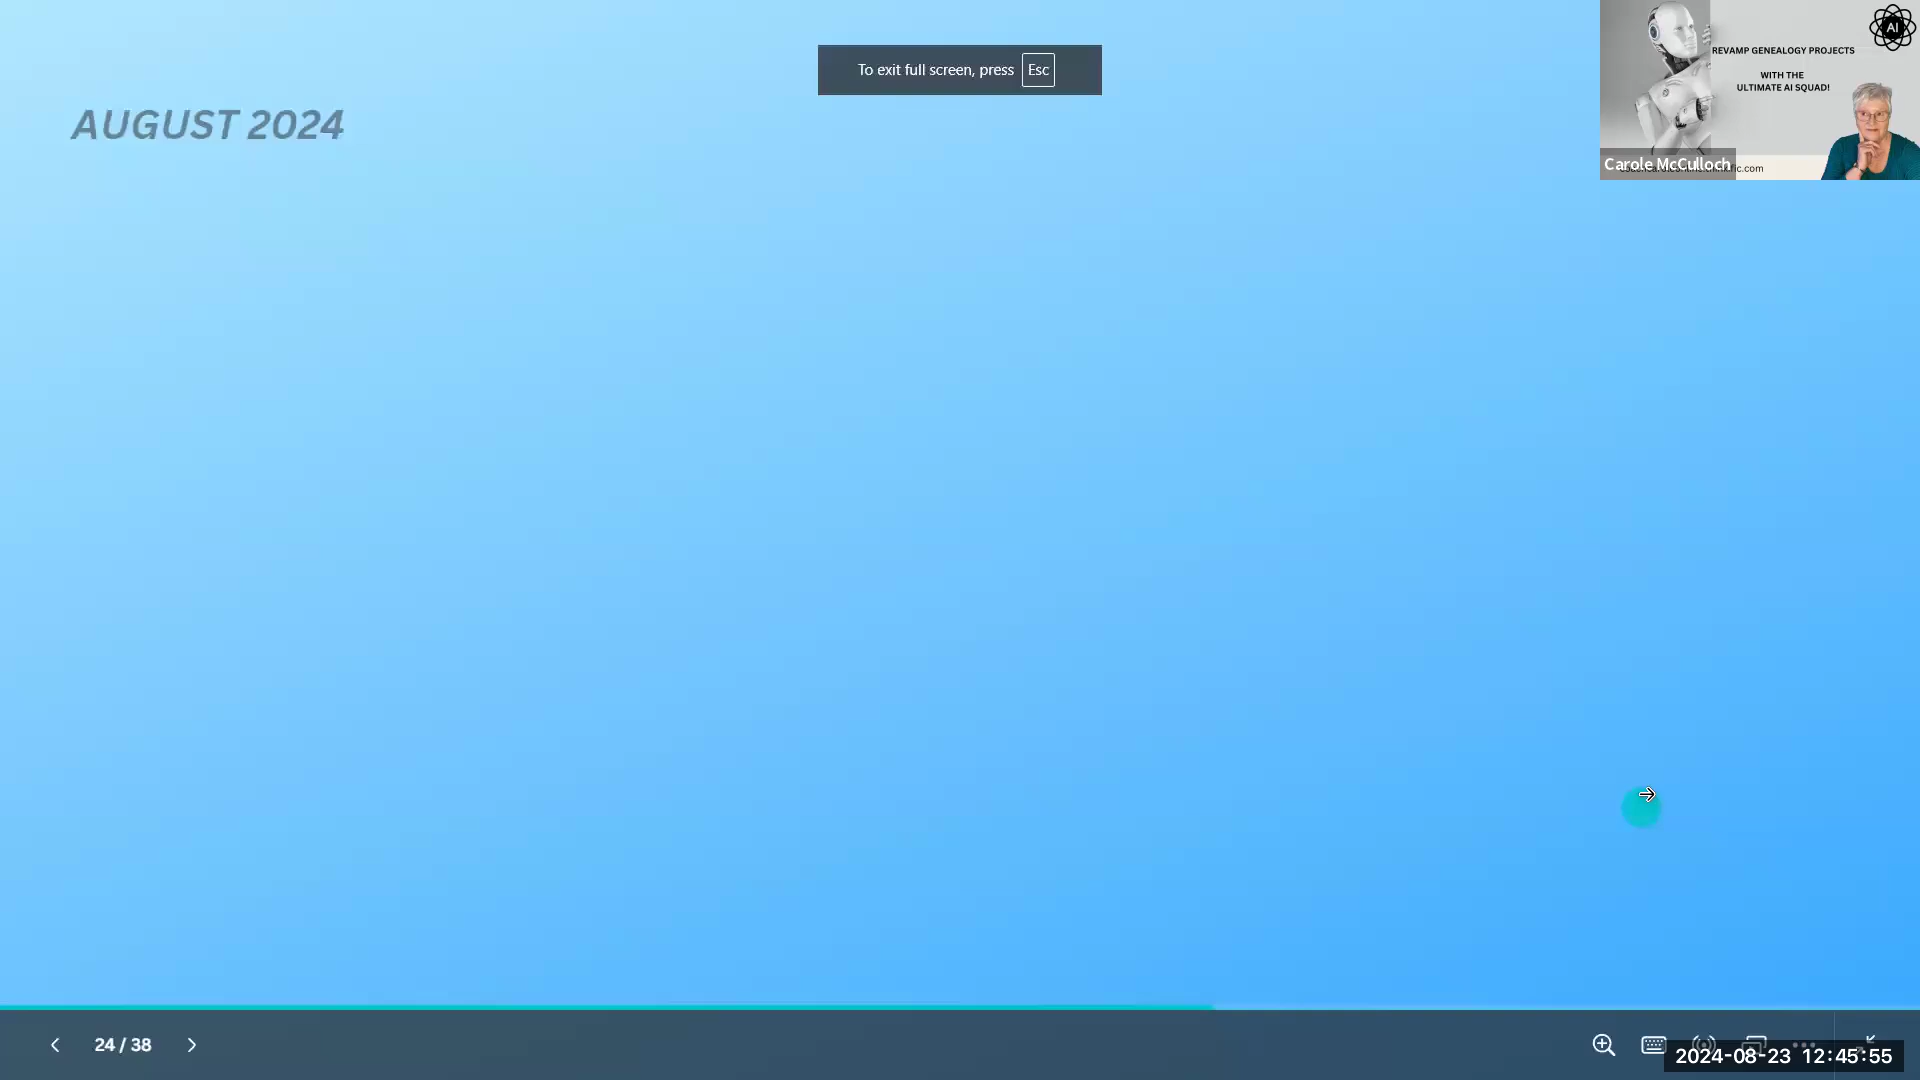 To exit full screen, press Esc
AUGUST 2024
AI
REVAMP GENEALOGY PROJECTS
WITH THE
ULTIMATE AI SQUAD!
Carole McCulloch
24 / 38
2024-08-23 12:45:55